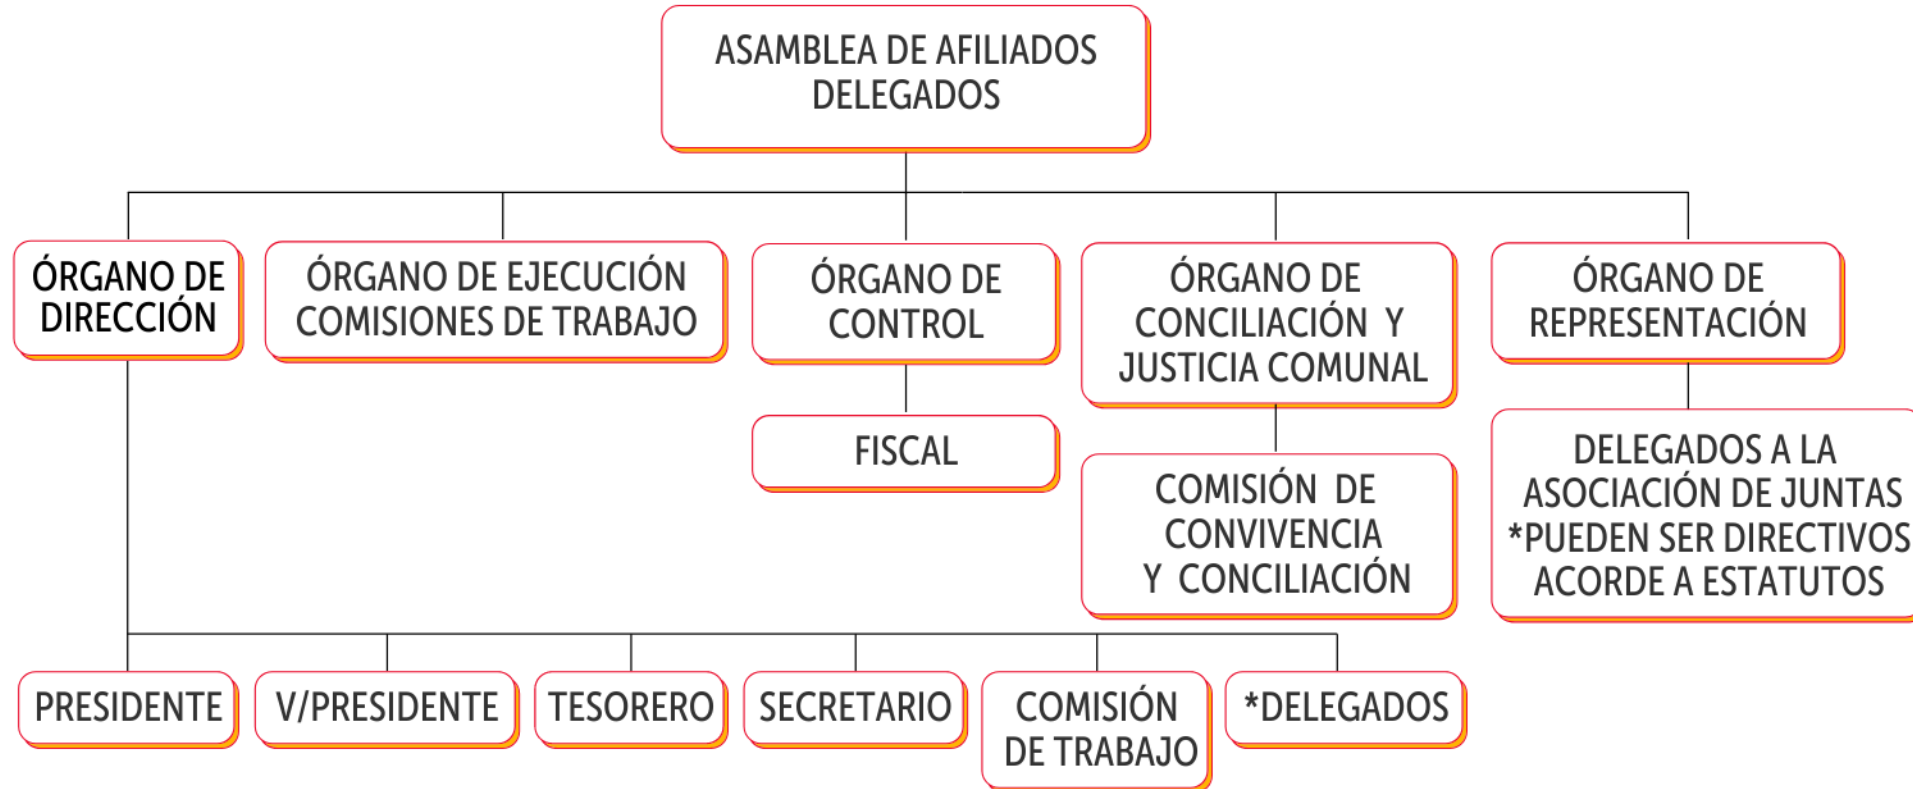 ASAMBLEA DE AFILIADOS
DELEGADOS
ÓRGANO DE
DIRECCIÓN
ÓRGANO DE EJECUCIÓN
COMISIONES DE TRABAJO
ÓRGANO DE
CONTROL
ÓRGANO DE
CONCILIACIÓN Y
JUSTICIA COMUNAL
ÓRGANO DE
REPRESENTACIÓN
FISCAL
COMISIÓN DE
CONVIVENCIA
Y CONCILIACIÓN
DELEGADOS A LA
ASOCIACIÓN DE JUNTAS
*PUEDEN SER DIRECTIVOS
ACORDE A ESTATUTOS
PRESIDENTE
V/PRESIDENTE
TESORERO
SECRETARIO
COMISIÓN
DE TRABAJO
*DELEGADOS